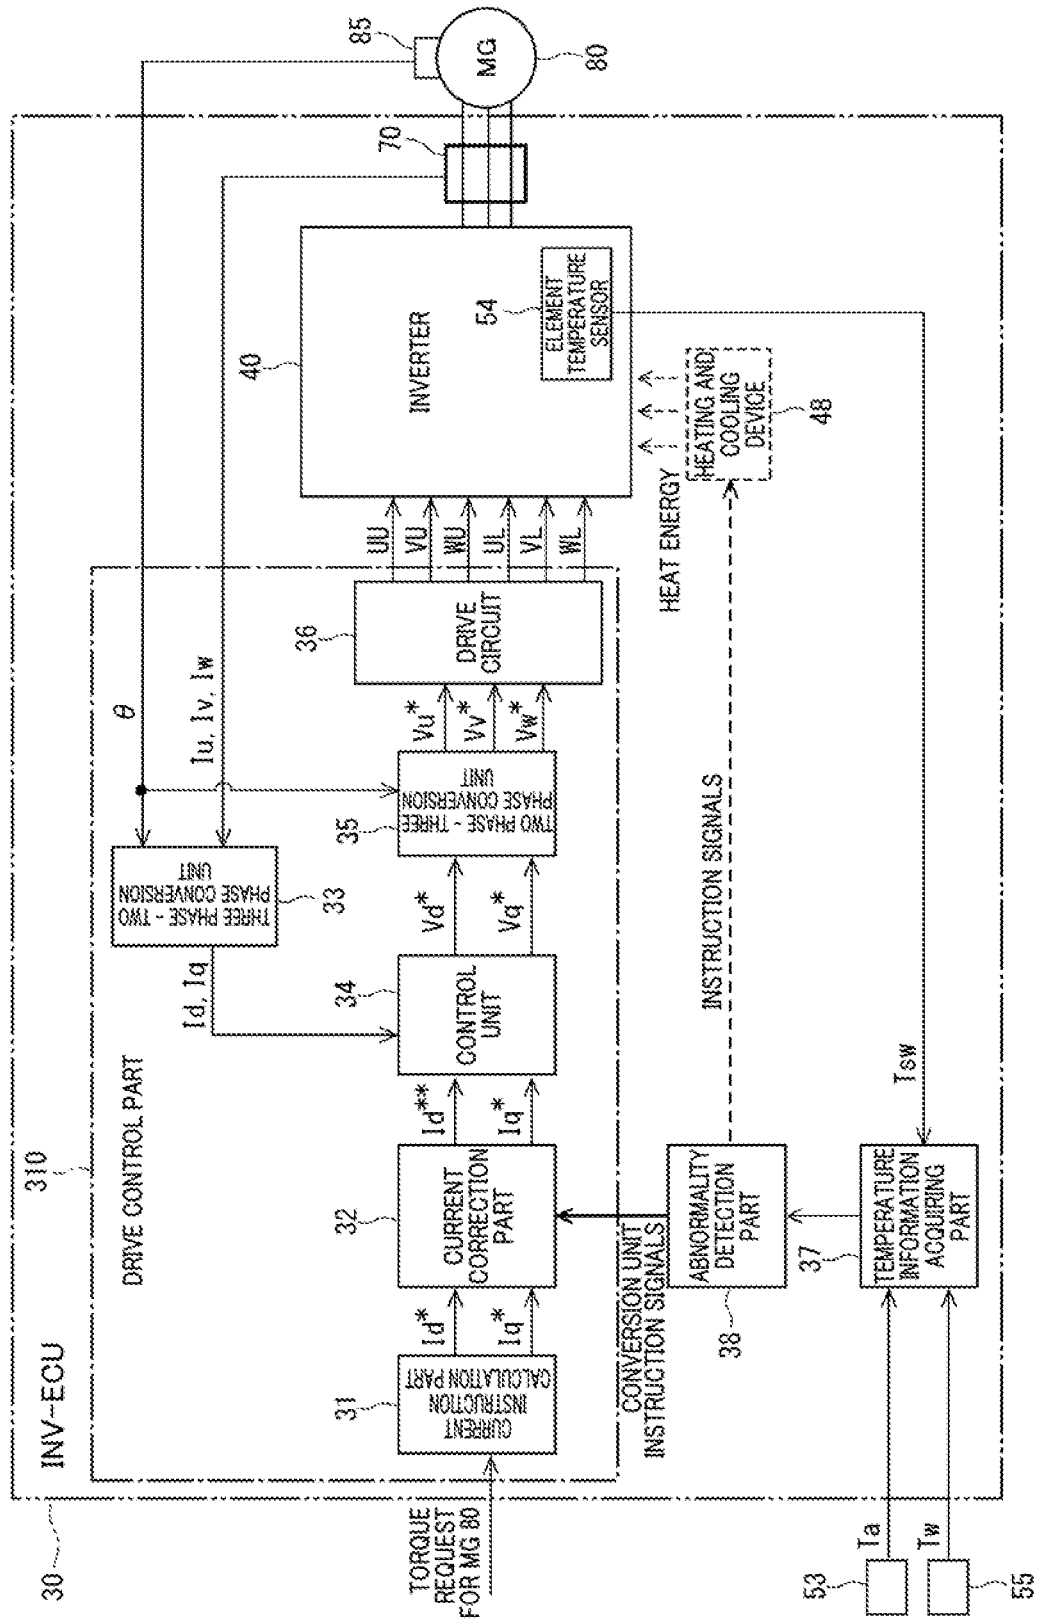 30
INV-ECU
310
DRIVE CONTROL PART
TORQUE
REQUEST
FOR MG 80
31
CURRENT
INSTRUCTION
CALCULATION PART
Id*
Iq*
32
CURRENT
CORRECTION
PART
Id**
Iq*
34
CONTROL
UNIT
Id, Iq
33
THREE PHASE - TWO
PHASE CONVERSION
UNIT
θ
Iu, Iv, Iw
Vd*
Vq*
35
TWO PHASE - THREE
PHASE CONVERSION
UNIT
Vu*
Vv*
Vw*
36
DRIVE
CIRCUIT
UU
VU
WU
UL
VL
WL
40
INVERTER
54
ELEMENT
TEMPERATURE
SENSOR
70
85
MG
80
CONVERSION UNIT
INSTRUCTION SIGNALS
38
ABNORMALITY
DETECTION
PART
INSTRUCTION SIGNALS
HEAT ENERGY
HEATING AND
COOLING
DEVICE
48
37
TEMPERATURE
INFORMATION
ACQUIRING
PART
Tsw
53
Ta
55
Tw